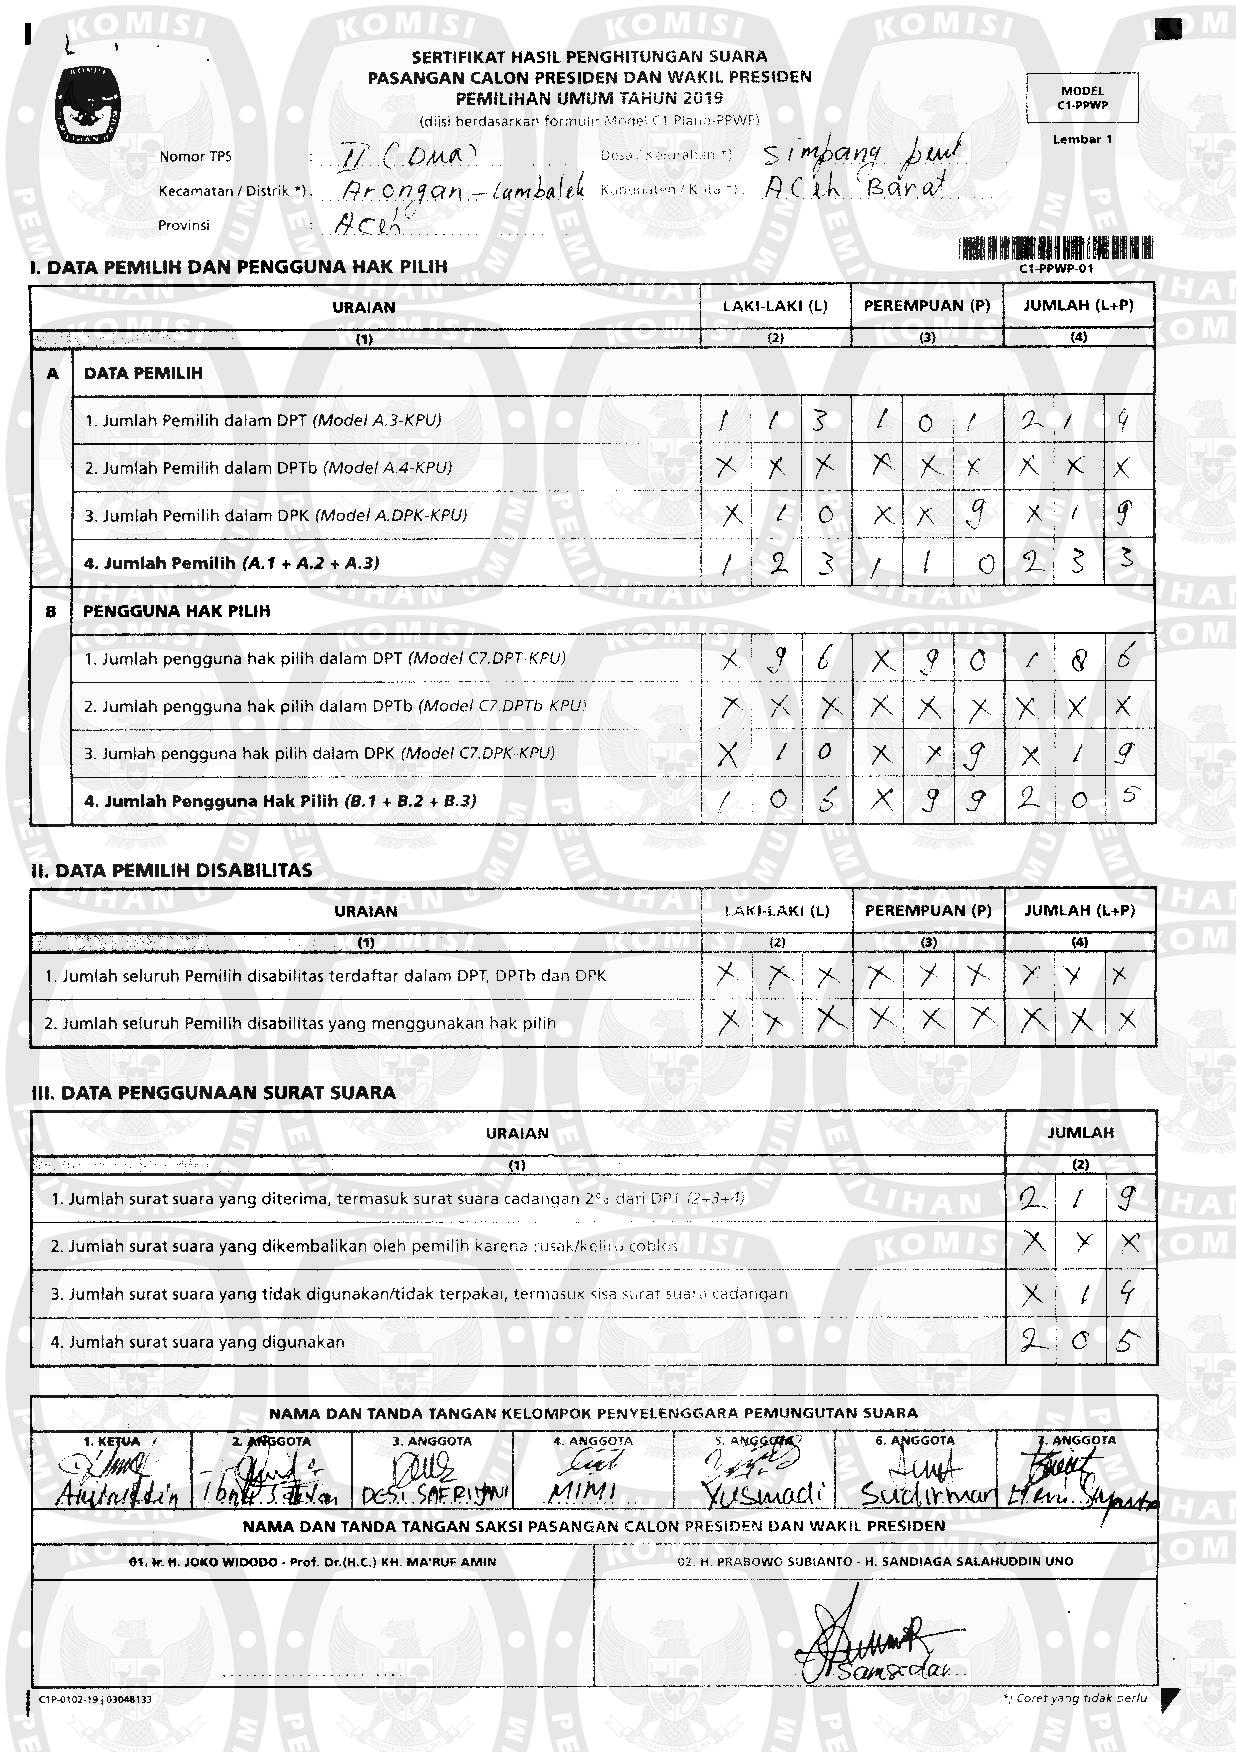 SERTIFIKAT HASIL PENGHITUNGAN SUARA
PASANGAN CALON PRESIDEN DAN WAKIL PRESIDEN
PEMILIHAN UMUM TAHUN 2019
(diisi berdasarkan formulir Model C1 Plano-PPWP)
MODEL
C1-PPWP
Lembar 1
Nomor TPS : II (Dua) Desa / Kelurahan *) Simpang peut
Kecamatan / Distrik *) : Arongan - Lambalek Kabupaten / Kota *) : Aceh Barat
Provinsi : Aceh
C1-PPWP-01
I. DATA PEMILIH DAN PENGGUNA HAK PILIH
URAIAN LAKI-LAKI (L) PEREMPUAN (P) JUMLAH (L+P)
(1) (2) (3) (4)
A DATA PEMILIH
1. Jumlah Pemilih dalam DPT (Model A.3-KPU) 1 1 3 1 0 1 2 1 4
2. Jumlah Pemilih dalam DPTb (Model A.4-KPU) X X X X X X X X X
3. Jumlah Pemilih dalam DPK (Model A.DPK-KPU) X 1 0 X X 9 X 1 9
4. Jumlah Pemilih (A.1 + A.2 + A.3) 1 2 3 1 1 0 2 3 3
B PENGGUNA HAK PILIH
1. Jumlah pengguna hak pilih dalam DPT (Model C7.DPT-KPU) X 9 6 X 9 0 1 8 6
2. Jumlah pengguna hak pilih dalam DPTb (Model C7.DPTb-KPU) X X X X X X X X X
3. Jumlah pengguna hak pilih dalam DPK (Model C7.DPK-KPU) X 1 0 X X 9 X 1 9
4. Jumlah Pengguna Hak Pilih (B.1 + B.2 + B.3) 1 0 6 X 9 9 2 0 5
II. DATA PEMILIH DISABILITAS
URAIAN LAKI-LAKI (L) PEREMPUAN (P) JUMLAH (L+P)
(1) (2) (3) (4)
1. Jumlah seluruh Pemilih disabilitas terdaftar dalam DPT, DPTb dan DPK X X X X X X X X X
2. Jumlah seluruh Pemilih disabilitas yang menggunakan hak pilih X X X X X X X X X
III. DATA PENGGUNAAN SURAT SUARA
URAIAN JUMLAH
(1) (2)
1. Jumlah surat suara yang diterima, termasuk surat suara cadangan 2% dari DPT (2+3+4) 2 1 9
2. Jumlah surat suara yang dikembalikan oleh pemilih karena rusak/keliru coblos X X X
3. Jumlah surat suara yang tidak digunakan/tidak terpakai, termasuk sisa surat suara cadangan X 1 4
4. Jumlah surat suara yang digunakan 2 0 5
NAMA DAN TANDA TANGAN KELOMPOK PENYELENGGARA PEMUNGUTAN SUARA
1. KETUA 2. ANGGOTA 3. ANGGOTA 4. ANGGOTA 5. ANGGOTA 6. ANGGOTA 7. ANGGOTA
DESI SAFRIYANI MIMI Yusmadi Sudirman
NAMA DAN TANDA TANGAN SAKSI PASANGAN CALON PRESIDEN DAN WAKIL PRESIDEN
01. Ir. H. JOKO WIDODO - Prof. Dr.(H.C.) KH. MA'RUF AMIN 02. H. PRABOWO SUBIANTO - H. SANDIAGA SALAHUDDIN UNO
C1P-0102-19 | 03048133
*) Coret yang tidak perlu